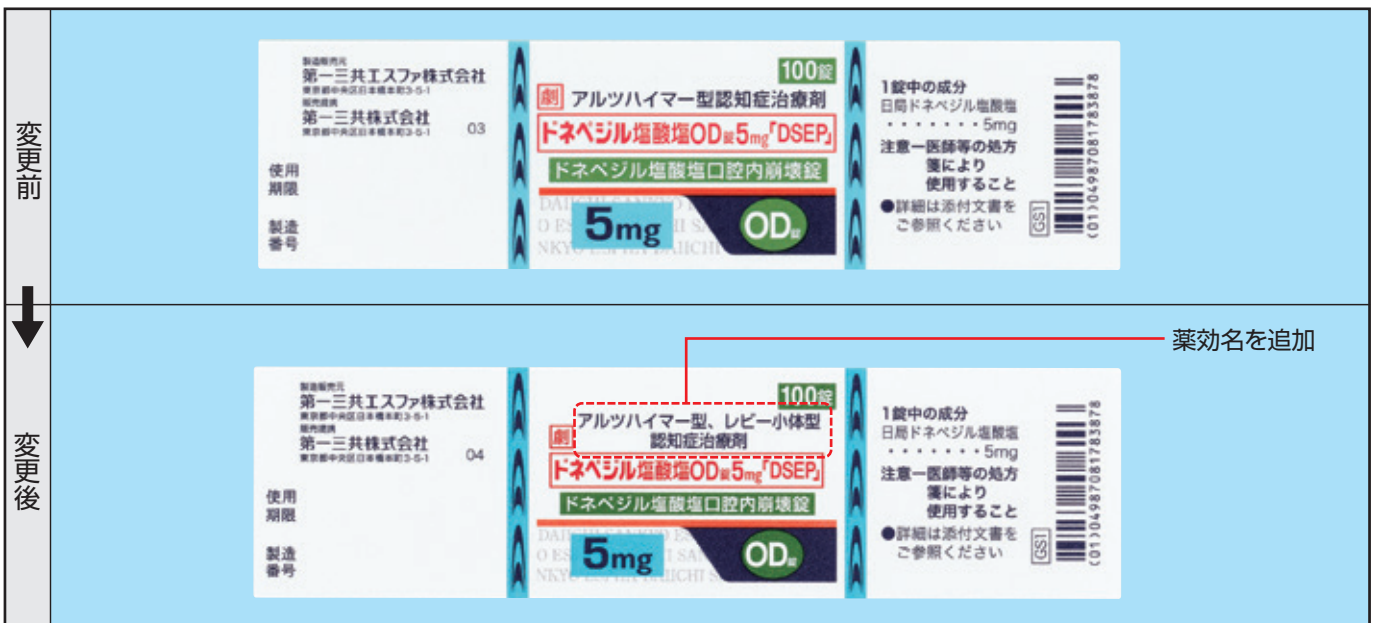 変更前
製造販売元
第一三共エスファ株式会社
東京都中央区日本橋本町3-5-1
販売提携
第一三共株式会社
東京都中央区日本橋本町3-5-1
03
使用
期限
製造
番号
100錠
劇 アルツハイマー型認知症治療剤
ドネペジル塩酸塩OD錠5mg「DSEP」
ドネペジル塩酸塩口腔内崩壊錠
5mg
OD錠
1錠中の成分
日局ドネペジル塩酸塩
・・・・・・・5mg
注意－医師等の処方
箋により
使用すること
●詳細は添付文書を
ご参照ください
GS1
(01)04987081783878
変更後
薬効名を追加
製造販売元
第一三共エスファ株式会社
東京都中央区日本橋本町3-5-1
販売提携
第一三共株式会社
東京都中央区日本橋本町3-5-1
04
使用
期限
製造
番号
100錠
劇
アルツハイマー型、レビー小体型
認知症治療剤
ドネペジル塩酸塩OD錠5mg「DSEP」
ドネペジル塩酸塩口腔内崩壊錠
5mg
OD錠
1錠中の成分
日局ドネペジル塩酸塩
・・・・・・・5mg
注意－医師等の処方
箋により
使用すること
●詳細は添付文書を
ご参照ください
GS1
(01)04987081783878